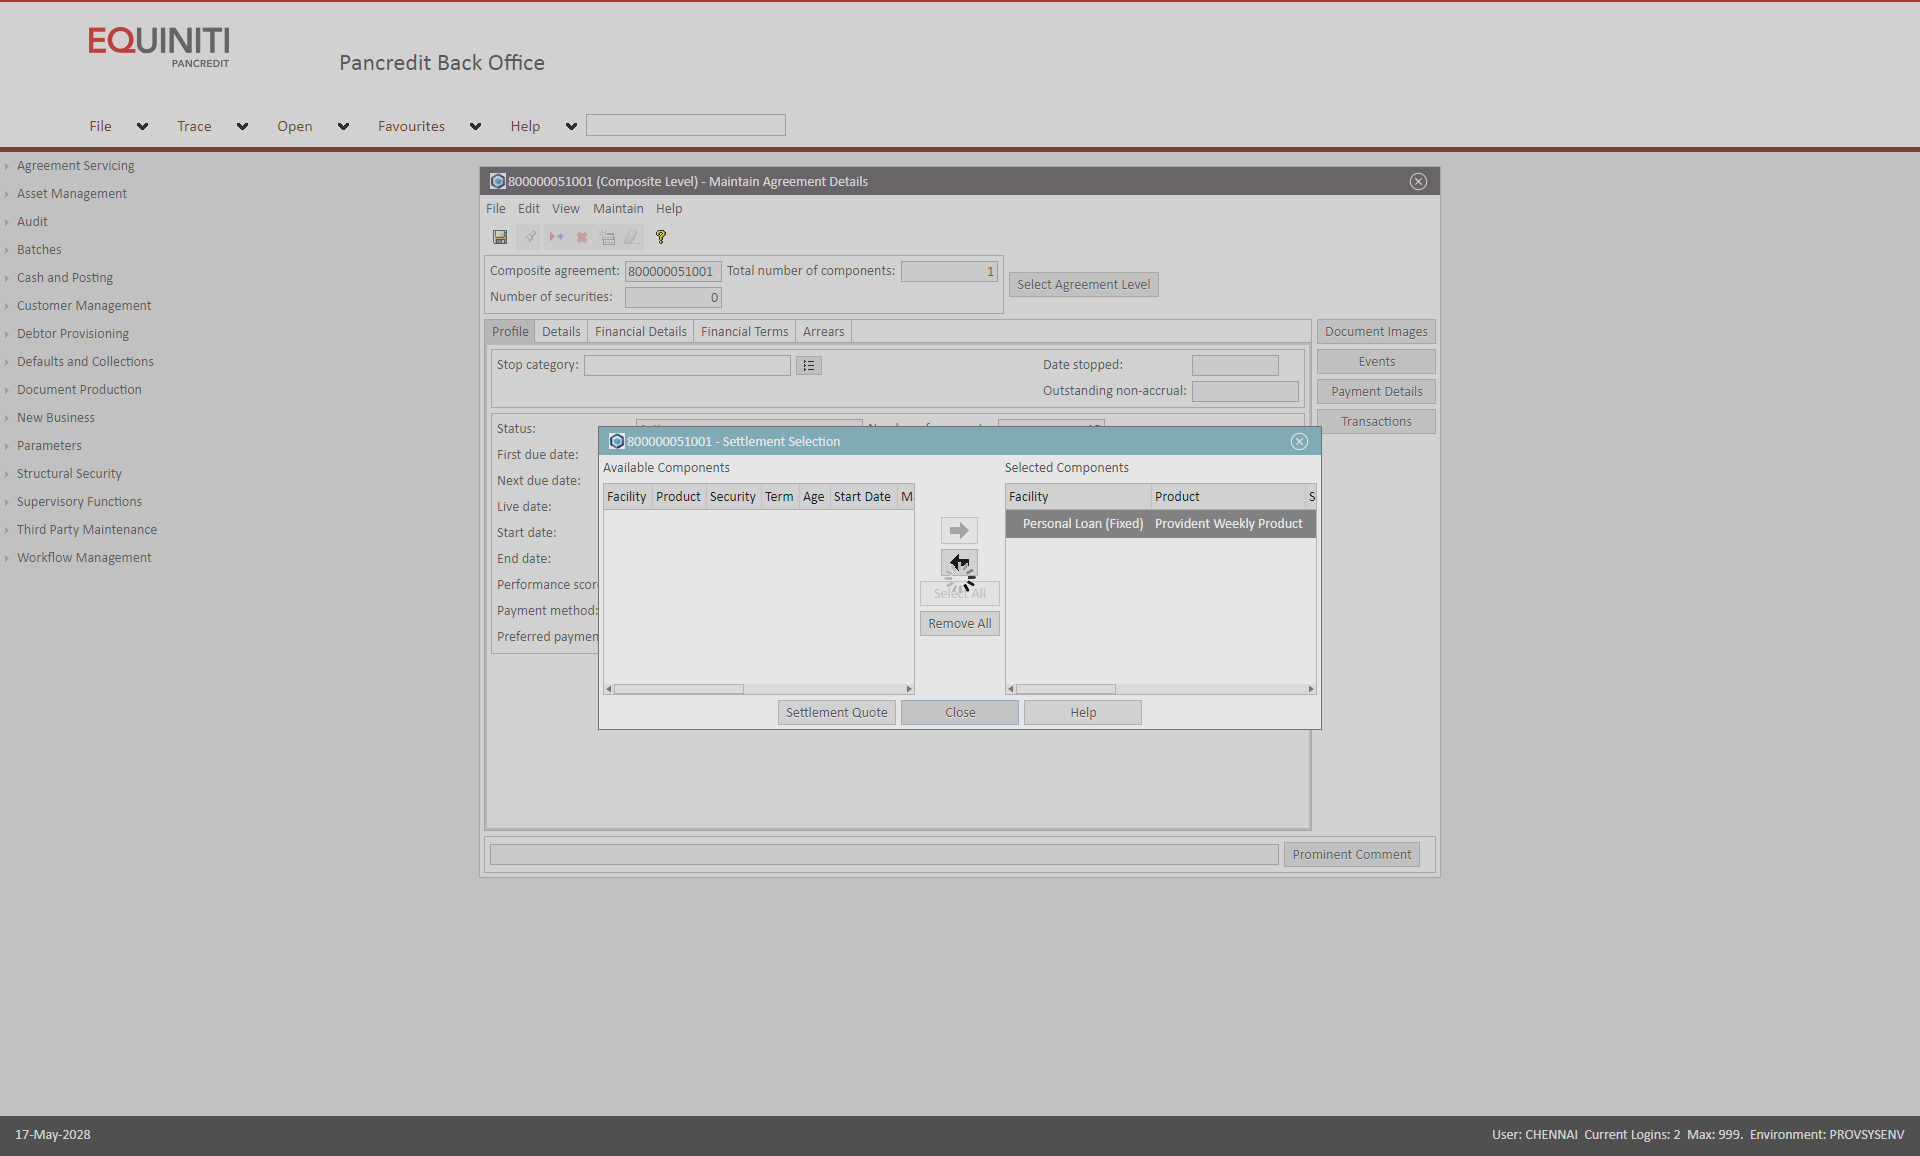 EQUINITI
PANCREDIT
Pancredit Back Office
File Trace Open Favourites Help
Agreement Servicing
Asset Management
Audit
Batches
Cash and Posting
Customer Management
Debtor Provisioning
Defaults and Collections
Document Production
New Business
Parameters
Structural Security
Supervisory Functions
Third Party Maintenance
Workflow Management
800000051001 (Composite Level) - Maintain Agreement Details
File Edit View Maintain Help
Composite agreement: 800000051001 Total number of components: 1
Select Agreement Level
Number of securities: 0
Profile Details Financial Details Financial Terms Arrears
Document Images
Events
Payment Details
Transactions
Stop category: Date stopped:
Outstanding non-accrual:
Status:
First due date:
Next due date:
Live date:
Start date:
End date:
Performance scor
Payment method:
Preferred paymen
800000051001 - Settlement Selection
Available Components Selected Components
Facility Product Security Term Age Start Date M
Facility Product S
Personal Loan (Fixed) Provident Weekly Product
Select All
Remove All
Settlement Quote Close Help
Prominent Comment
17-May-2028
User: CHENNAI Current Logins: 2 Max: 999. Environment: PROVSYSENV